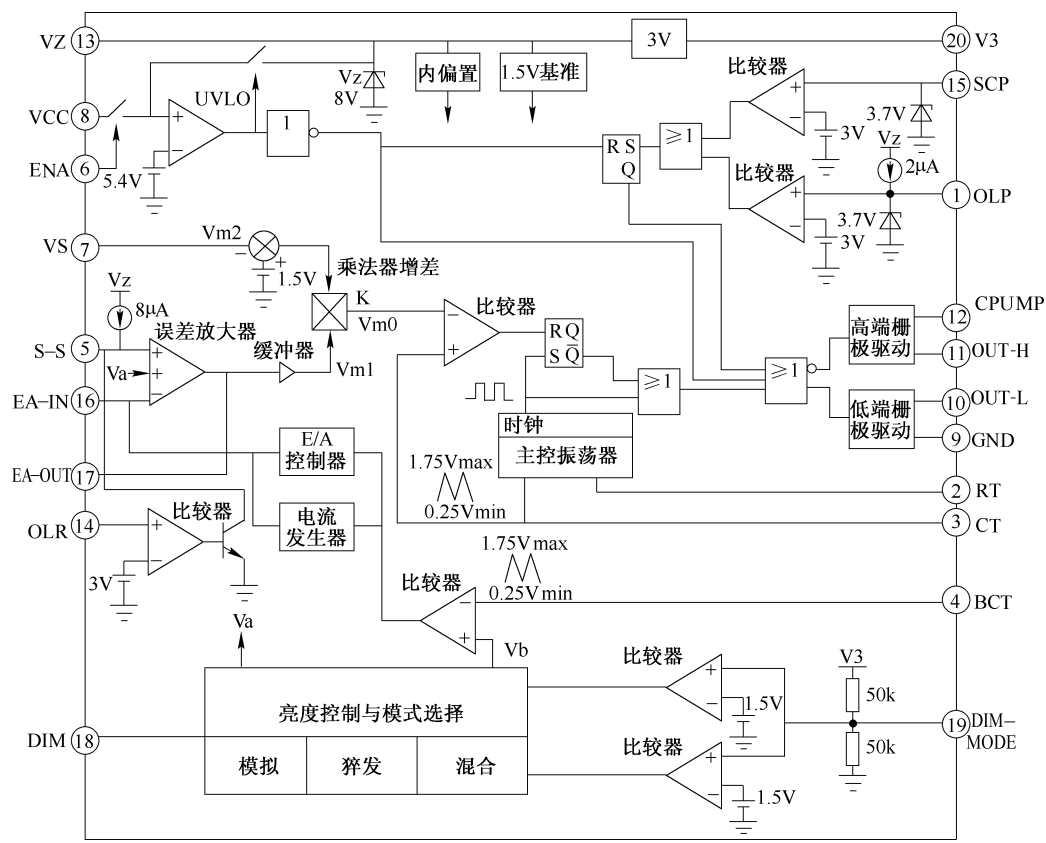 VZ
13
3V
20
V3
内偏置
1.5V基准
Vz
8V
比较器
15
SCP
VCC
8
UVLO
+
−
1
ENA
6
5.4V
R S
Q
≥1
+
−
3V
3.7V
Vz
2μA
比较器
+
−
3V
3.7V
1
OLP
VS
7
Vm2
−
+
1.5V
乘法器增差
K
Vm0
Vm1
Vz
8μA
误差放大器
缓冲器
S–S
5
+
Va
+
−
EA–IN
16
EA–OUT
17
比较器
−
+
R Q
S Q̅
≥1
≥1
高端栅
极驱动
CPUMP
12
11
OUT-H
低端栅
极驱动
OUT-L
10
9
GND
时钟
主控振荡器
E/A
控制器
电流
发生器
1.75Vmax
0.25Vmin
2
RT
3
CT
OLR
14
比较器
+
−
3V
1.75Vmax
0.25Vmin
比较器
−
+
4
BCT
Va
Vb
亮度控制与模式选择
模拟
猝发
混合
DIM
18
比较器
+
−
1.5V
比较器
+
−
1.5V
V3
50k
50k
19
DIM–
MODE